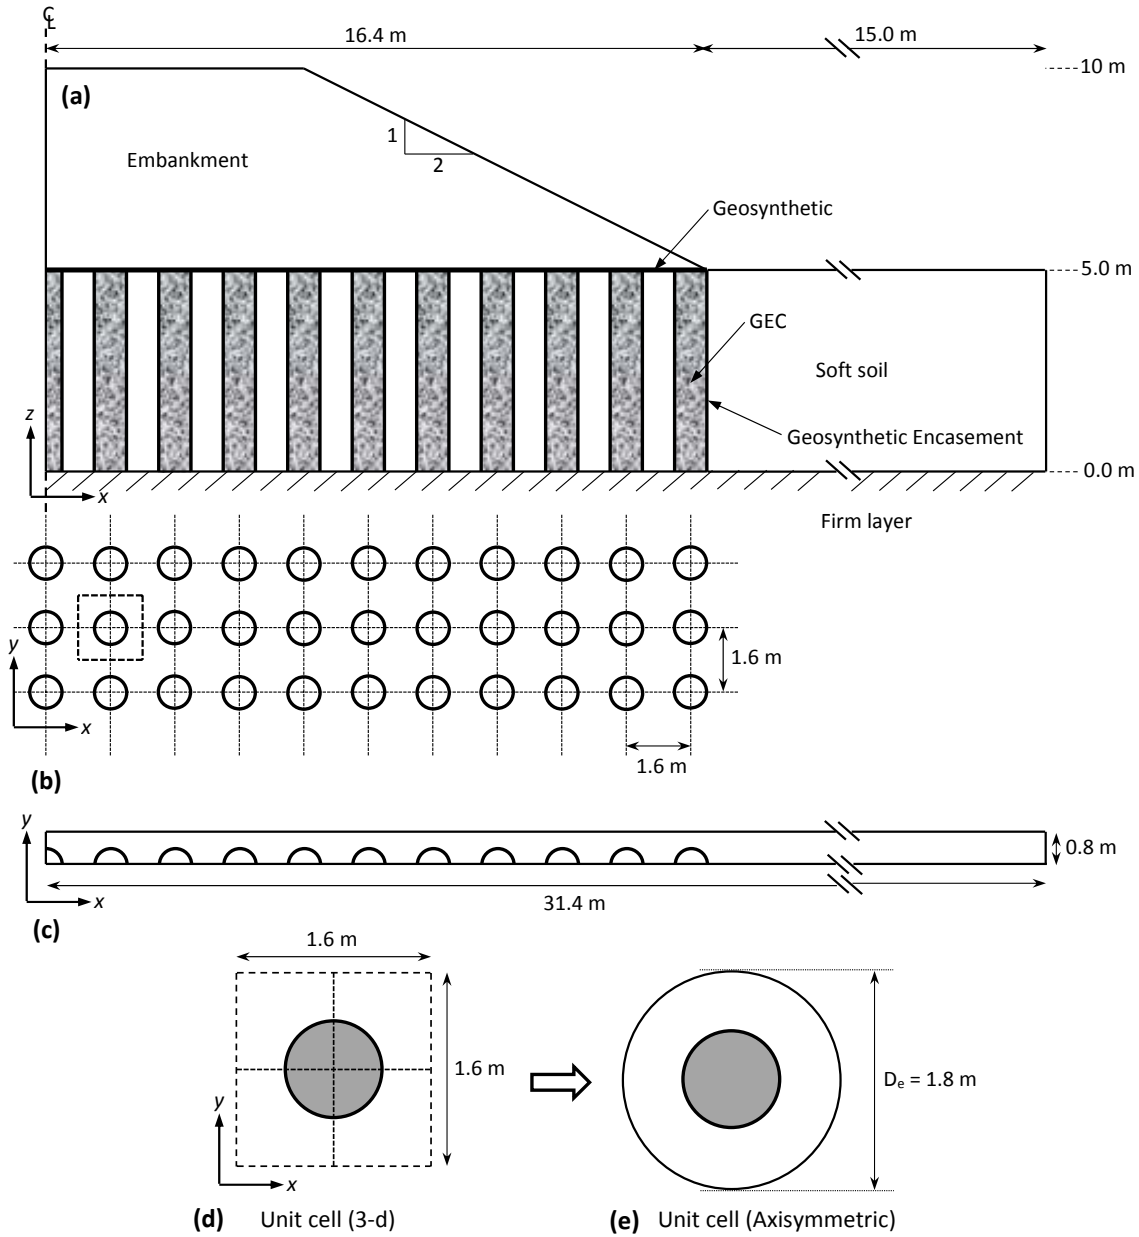 ℄
16.4 m
15.0 m
10 m
(a)
1
2
Embankment
Geosynthetic
5.0 m
GEC
Soft soil
z
Geosynthetic Encasement
x
0.0 m
Firm layer
y
1.6 m
x
1.6 m
(b)
y
0.8 m
x
31.4 m
(c)
1.6 m
1.6 m
Dₑ = 1.8 m
y
x
(d) Unit cell (3-d)
(e) Unit cell (Axisymmetric)